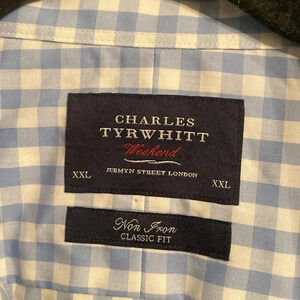 CHARLES
TYRWHITT
Weekend
JERMYN STREET LONDON
XXL XXL
Non Iron
CLASSIC FIT